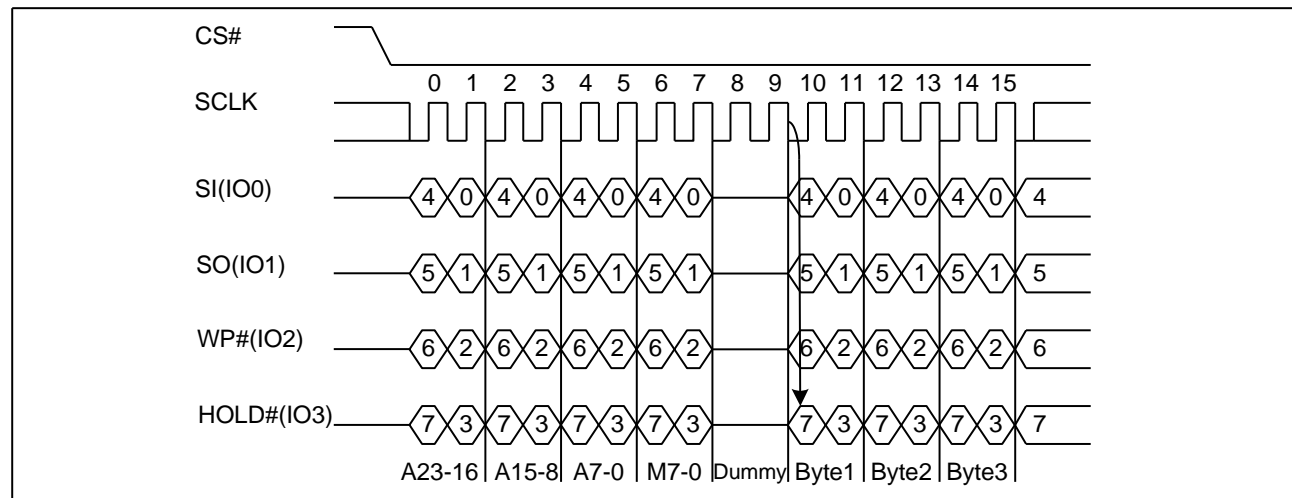 CS#
0 1 2 3 4 5 6 7 8 9 10 11 12 13 14 15
SCLK
SI(IO0) 4 0 4 0 4 0 4 0 4 0 4 0 4 0 4
SO(IO1) 5 1 5 1 5 1 5 1 5 1 5 1 5 1 5
WP#(IO2) 6 2 6 2 6 2 6 2 6 2 6 2 6 2 6
HOLD#(IO3) 7 3 7 3 7 3 7 3 7 3 7 3 7 3 7
A23-16 A15-8 A7-0 M7-0 Dummy Byte1 Byte2 Byte3